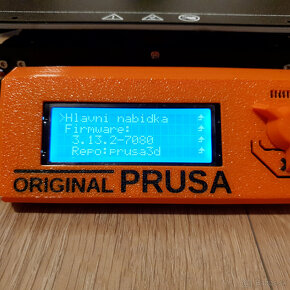 >Hlavni nabidka
Firmware:
3.13.2-7080
Repo:prusa3d
ORIGINAL PRUSA